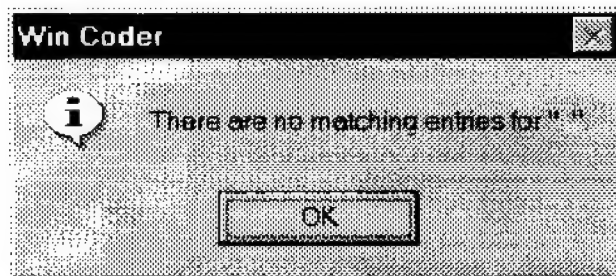 Win Coder
There are no matching entries for " "
OK